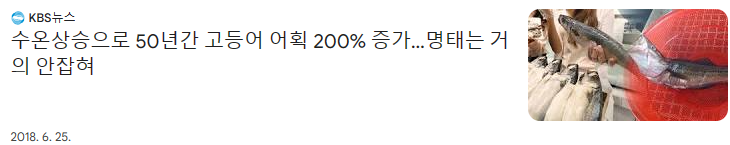 KBS뉴스
수온상승으로 50년간 고등어 어획 200% 증가...명태는 거
의 안잡혀
2018. 6. 25.